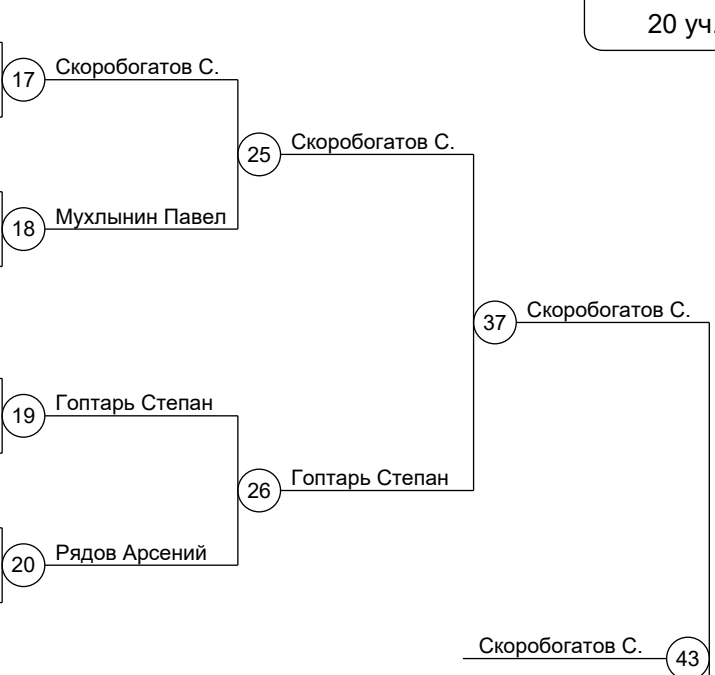 20 уч.
17 Скоробогатов С.
25 Скоробогатов С.
18 Мухлынин Павел
37 Скоробогатов С.
19 Гоптарь Степан
26 Гоптарь Степан
20 Рядов Арсений
Скоробогатов С. 43